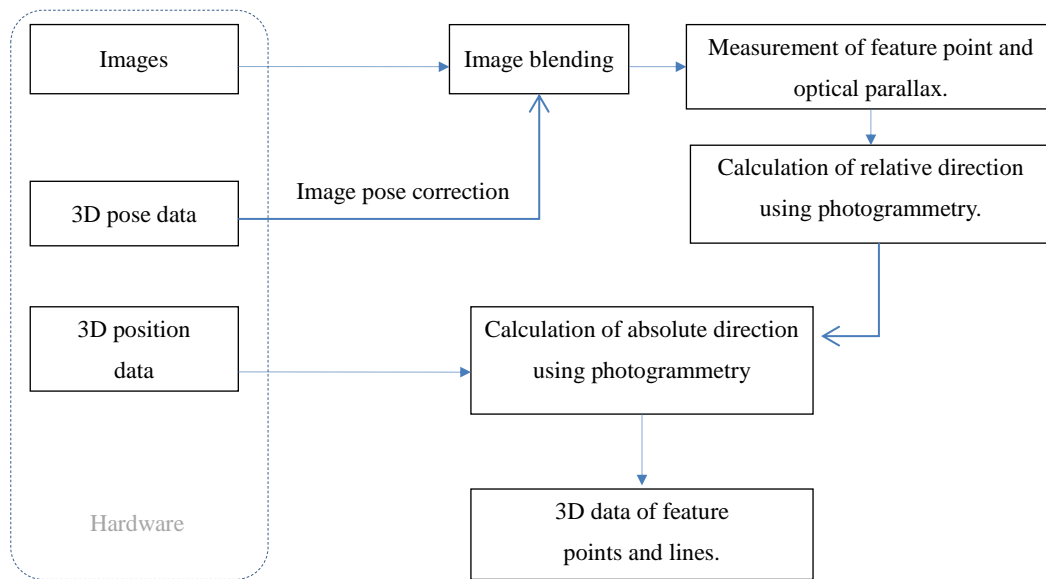 Images
Image blending
Measurement of feature point and
optical parallax.
Calculation of relative direction
using photogrammetry.
Image pose correction
3D pose data
3D position
data
Calculation of absolute direction
using photogrammetry
3D data of feature
points and lines.
Hardware